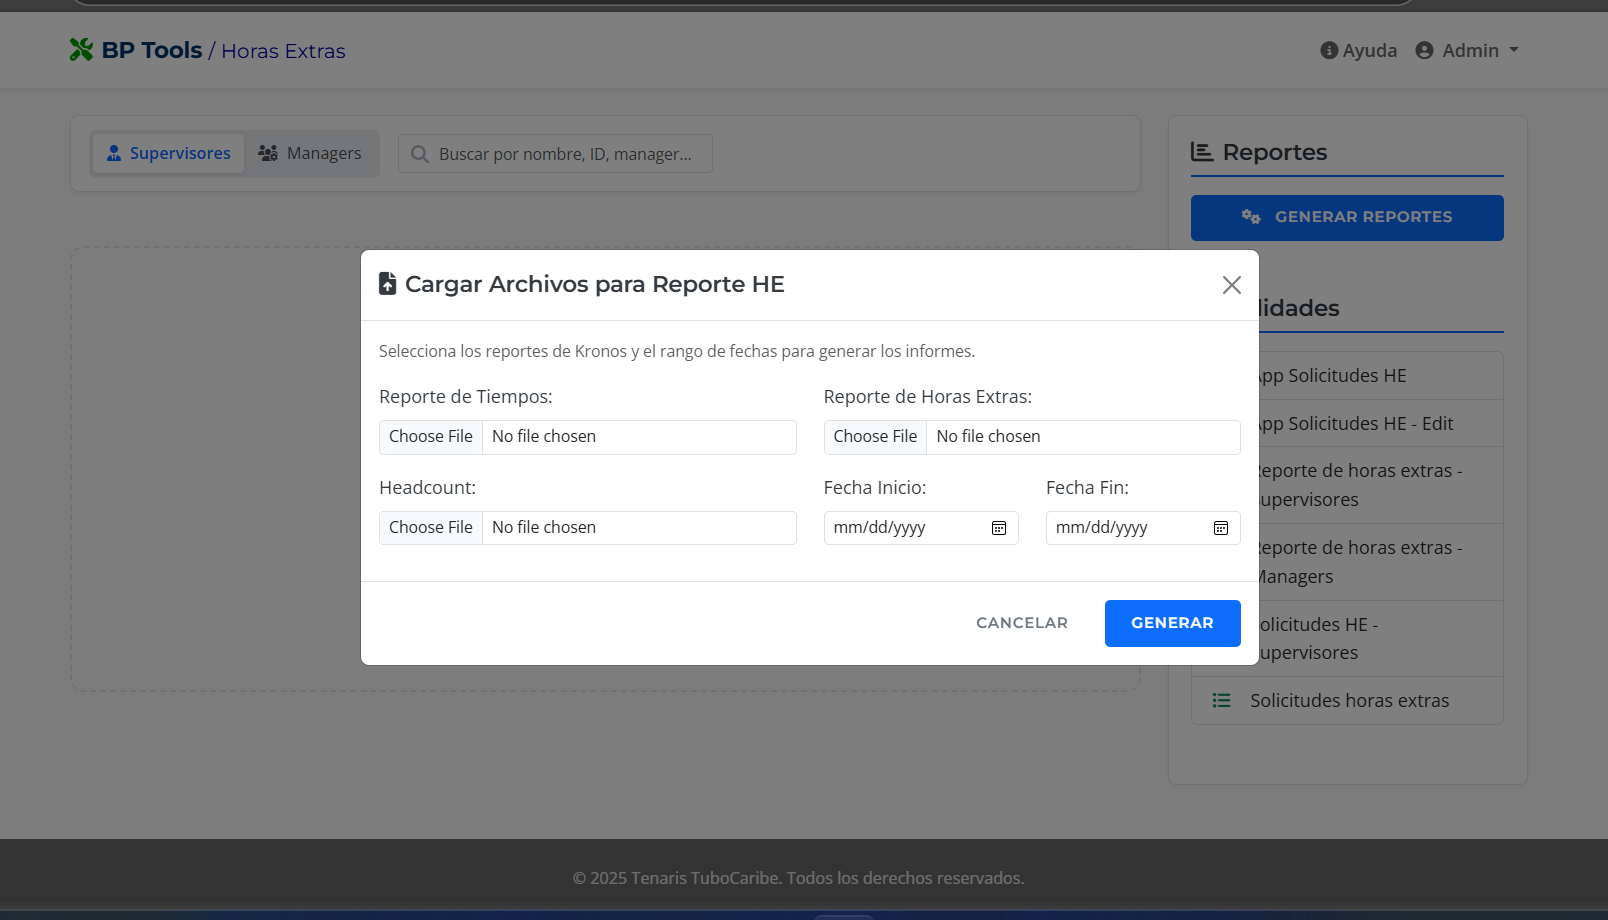 BP Tools / Horas Extras
Ayuda
Admin
Supervisores
Managers
Buscar por nombre, ID, manager...
Reportes
GENERAR REPORTES
Cargar Archivos para Reporte HE
Selecciona los reportes de Kronos y el rango de fechas para generar los informes.
Reporte de Tiempos:
Choose File No file chosen
Reporte de Horas Extras:
Choose File No file chosen
Headcount:
Choose File No file chosen
Fecha Inicio:
mm/dd/yyyy
Fecha Fin:
mm/dd/yyyy
CANCELAR
GENERAR
lidades
pp Solicitudes HE
pp Solicitudes HE - Edit
eporte de horas extras -
upervisores
eporte de horas extras -
Managers
olicitudes HE -
upervisores
Solicitudes horas extras
© 2025 Tenaris TuboCaribe. Todos los derechos reservados.